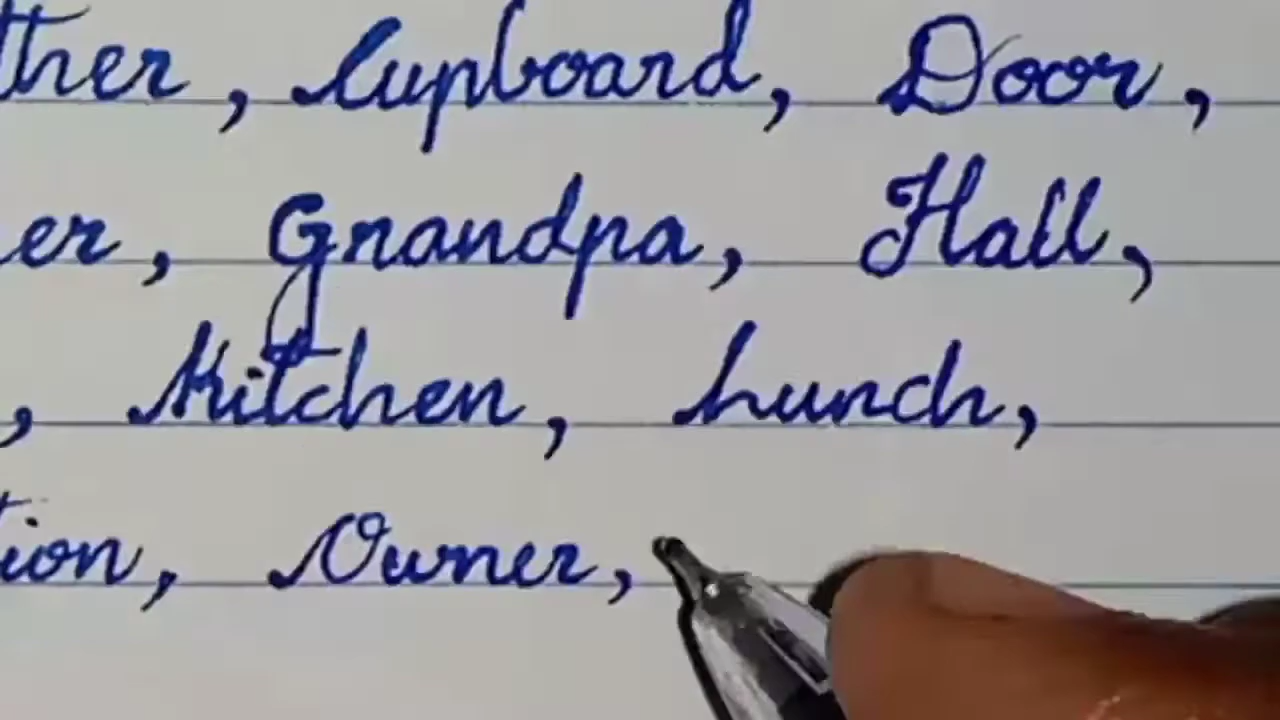 ther, Cupboard, Door,
er, Grandpa, Hall,
, Kitchen, Lunch,
tion, Owner,